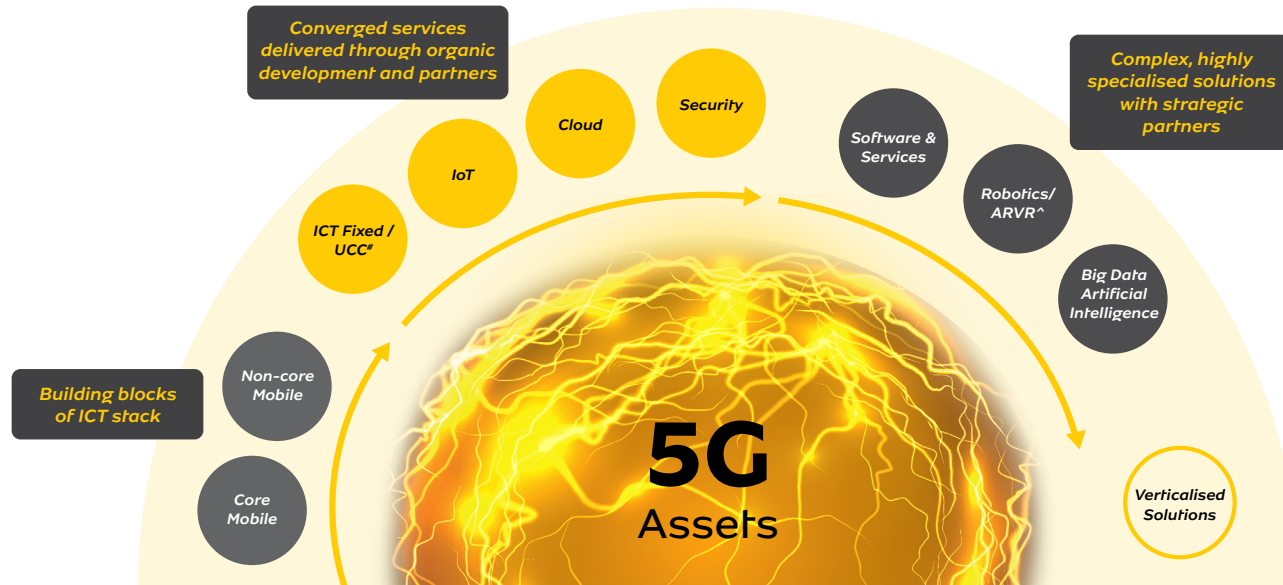 Converged services
delivered through organic
development and partners
Complex, highly
specialised solutions
with strategic
partners
Building blocks
of ICT stack
Core
Mobile
Non-core
Mobile
ICT Fixed /
UCC#
IoT
Cloud
Security
Software &
Services
Robotics/
ARVR^
Big Data
Artificial
Intelligence
Verticalised
Solutions
5G
Assets